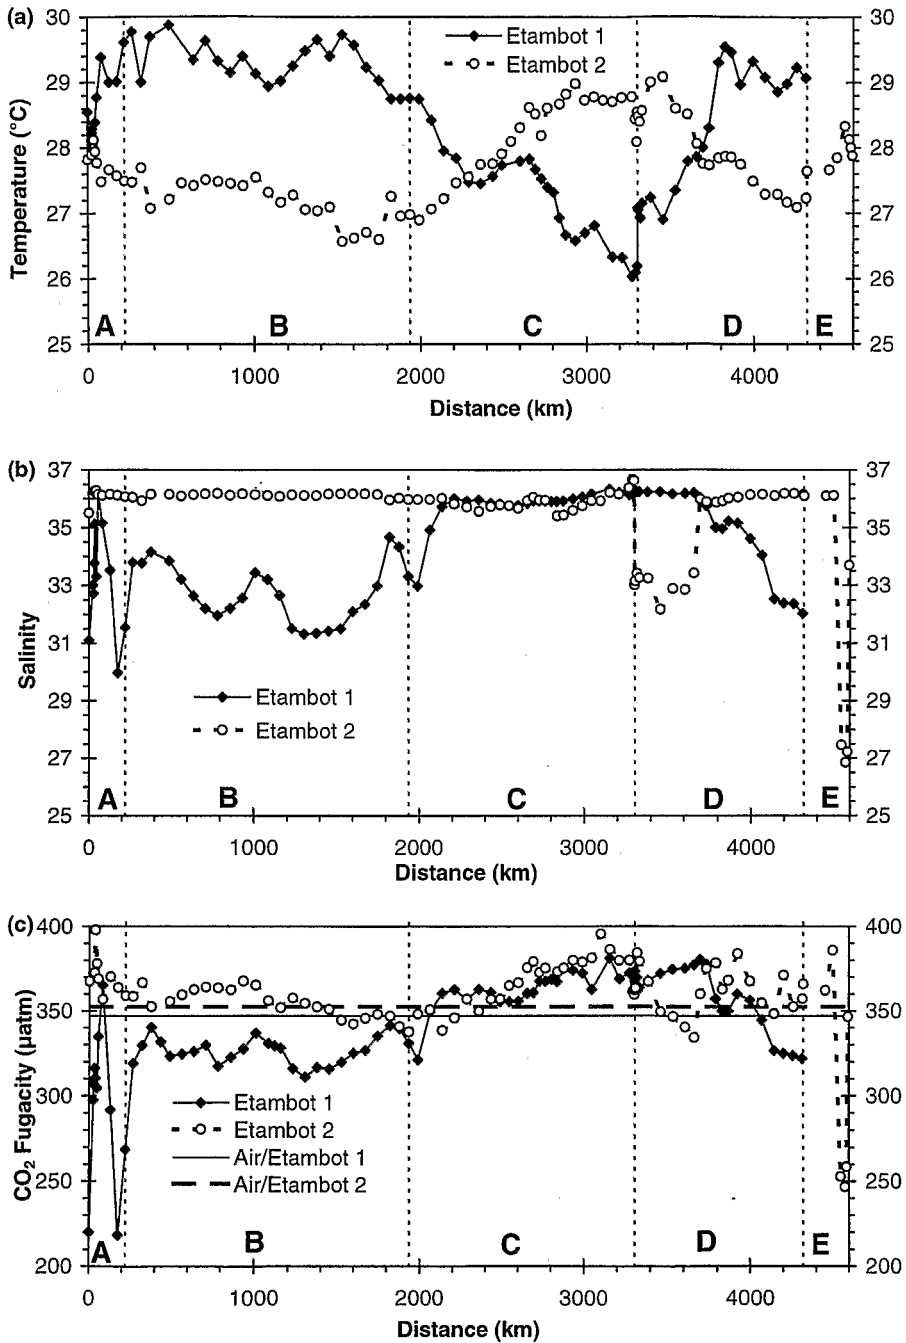 (a)
30
29
28
27
26
25
Temperature (°C)
Etambot 1
Etambot 2
30
29
28
27
26
25
A B C D E
0 1000 2000 3000 4000
Distance (km)
(b)
37
35
33
31
29
27
25
Salinity
Etambot 1
Etambot 2
37
35
33
31
29
27
25
A B C D E
0 1000 2000 3000 4000
Distance (km)
(c)
400
350
300
250
200
CO₂ Fugacity (µatm)
Etambot 1
Etambot 2
Air/Etambot 1
Air/Etambot 2
400
350
300
250
200
A B C D E
0 1000 2000 3000 4000
Distance (km)